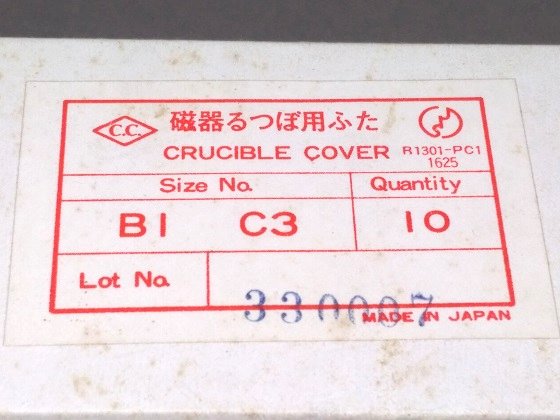 C.C. 磁器るつぼ用ふた
CRUCIBLE COVER R1301-PC1
1625
Size No. Quantity
B1 C3 10
Lot No. 330007
MADE IN JAPAN